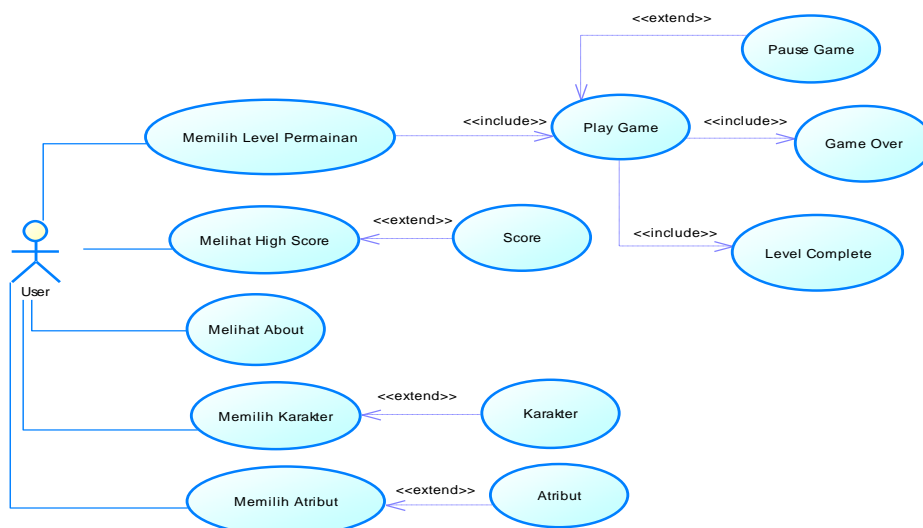 <<extend>>
Pause Game
Memilih Level Permainan
<<include>>
Play Game
<<include>>
Game Over
Melihat High Score
<<extend>>
Score
<<include>>
Level Complete
User
Melihat About
Memilih Karakter
<<extend>>
Karakter
Memilih Atribut
<<extend>>
Atribut